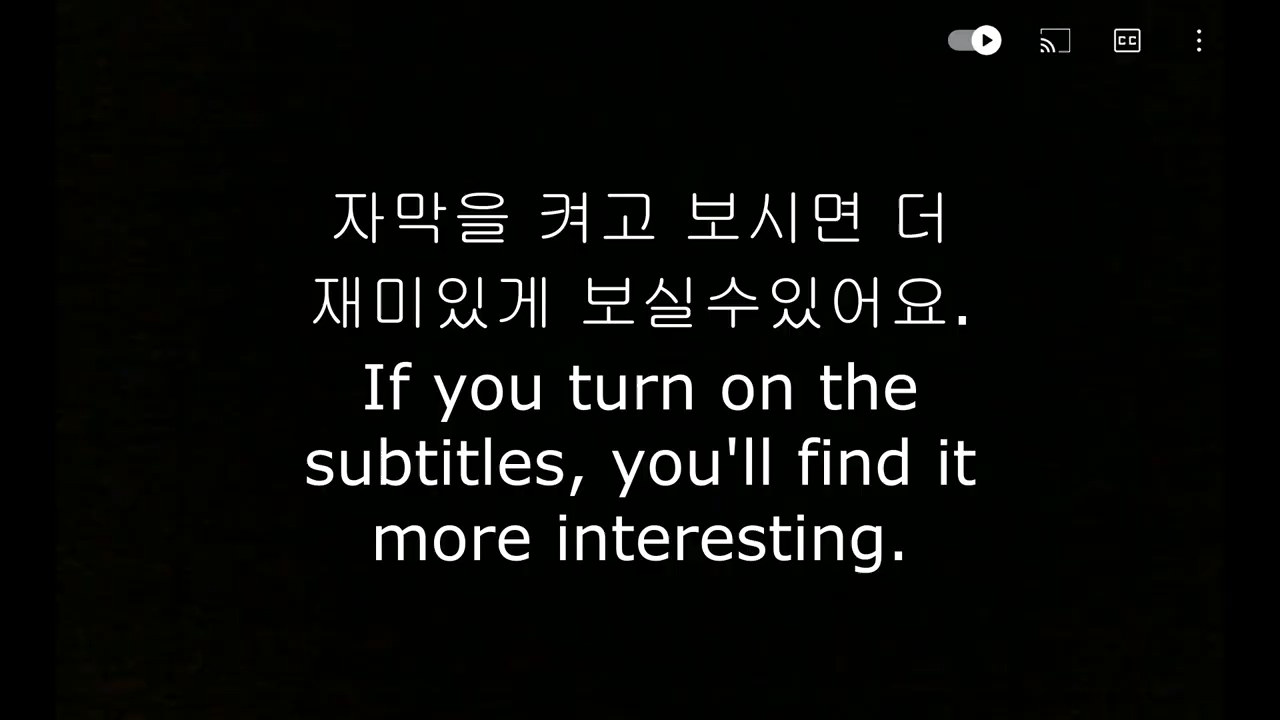 자막을 켜고 보시면 더
재미있게 보실수있어요.
If you turn on the
subtitles, you'll find it
more interesting.
CC